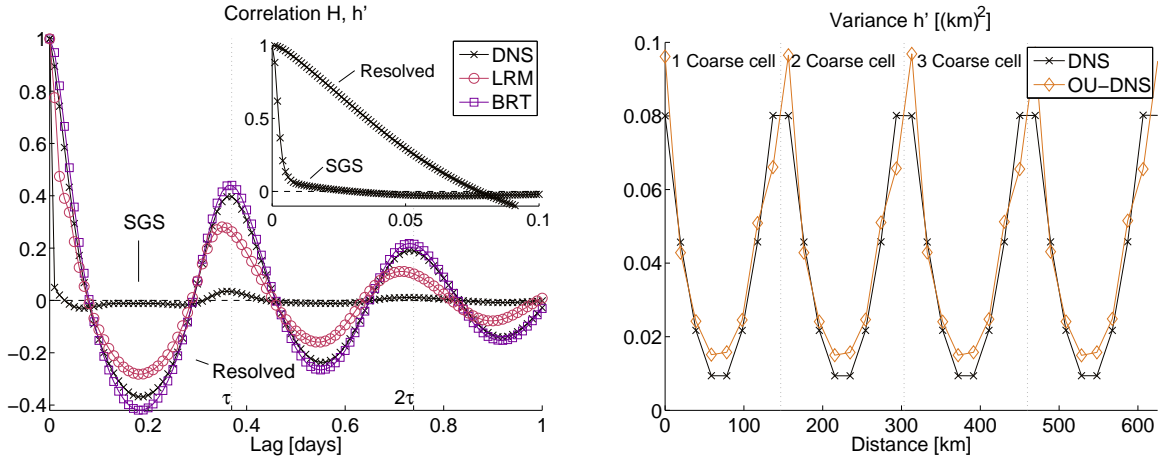 Correlation H, h'
1
0.8
0.6
0.4
0.2
0
−0.2
−0.4
0
0.2
0.4
0.6
0.8
1
Lag [days]
DNS
LRM
BRT
SGS
Resolved
τ
2τ
1
0.5
0
0
0.05
0.1
Resolved
SGS
Variance h' [(km)2]
0.1
0.08
0.06
0.04
0.02
0
0
100
200
300
400
500
600
Distance [km]
1 Coarse cell
2 Coarse cell
3 Coarse cell
DNS
OU−DNS